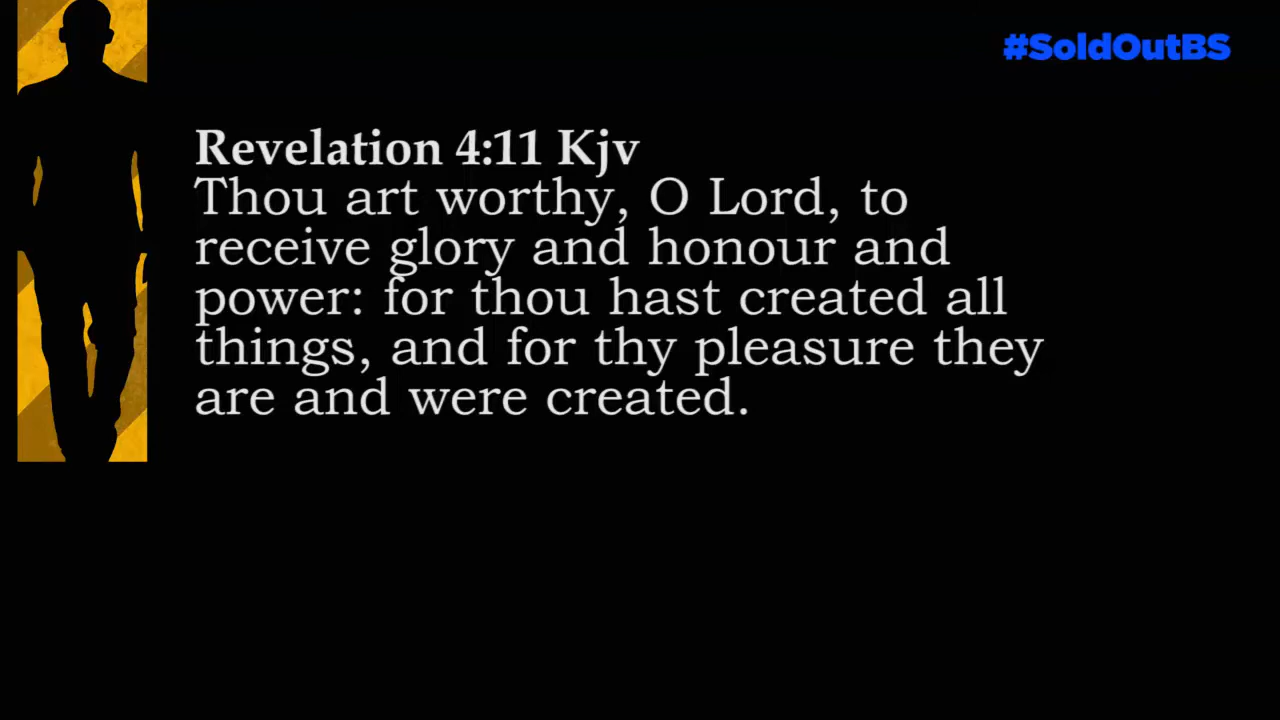 #SoldOutBS
Revelation 4:11 Kjv
Thou art worthy, O Lord, to
receive glory and honour and
power: for thou hast created all
things, and for thy pleasure they
are and were created.